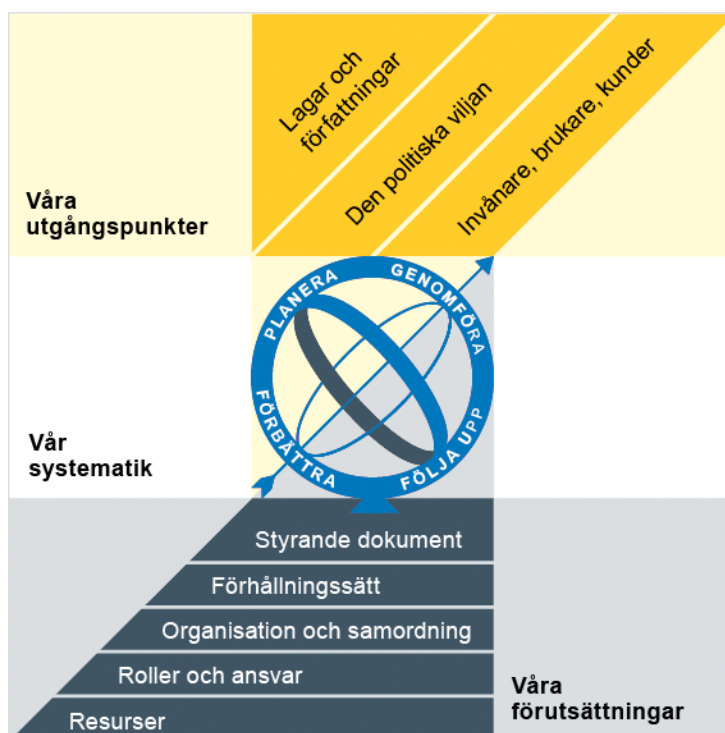 Lagar och
författningar
Den politiska viljan
Invånare, brukare, kunder
Våra
utgångspunkter
PLANERA
GENOMFÖRA
FÖRBÄTTRA
FÖLJA UPP
Vår
systematik
Styrande dokument
Förhållningssätt
Organisation och samordning
Roller och ansvar
Resurser
Våra
förutsättningar